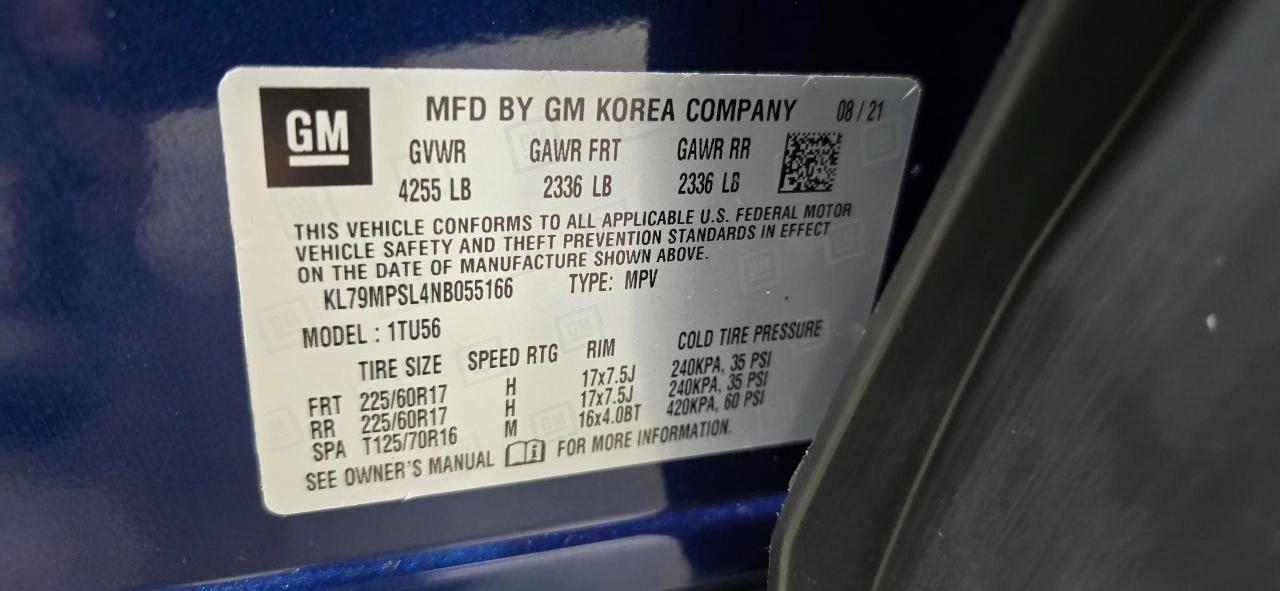 GM
MFD BY GM KOREA COMPANY 08 / 21
GVWR GAWR FRT GAWR RR
4255 LB 2336 LB 2336 LB
THIS VEHICLE CONFORMS TO ALL APPLICABLE U.S. FEDERAL MOTOR
VEHICLE SAFETY AND THEFT PREVENTION STANDARDS IN EFFECT
ON THE DATE OF MANUFACTURE SHOWN ABOVE.
KL79MPSL4NB055166 TYPE: MPV
MODEL : 1TU56
TIRE SIZE SPEED RTG RIM COLD TIRE PRESSURE
FRT 225/60R17 H 17x7.5J 240KPA, 35 PSI
RR 225/60R17 H 17x7.5J 240KPA, 35 PSI
SPA T125/70R16 M 16x4.0BT 420KPA, 60 PSI
SEE OWNER'S MANUAL FOR MORE INFORMATION.